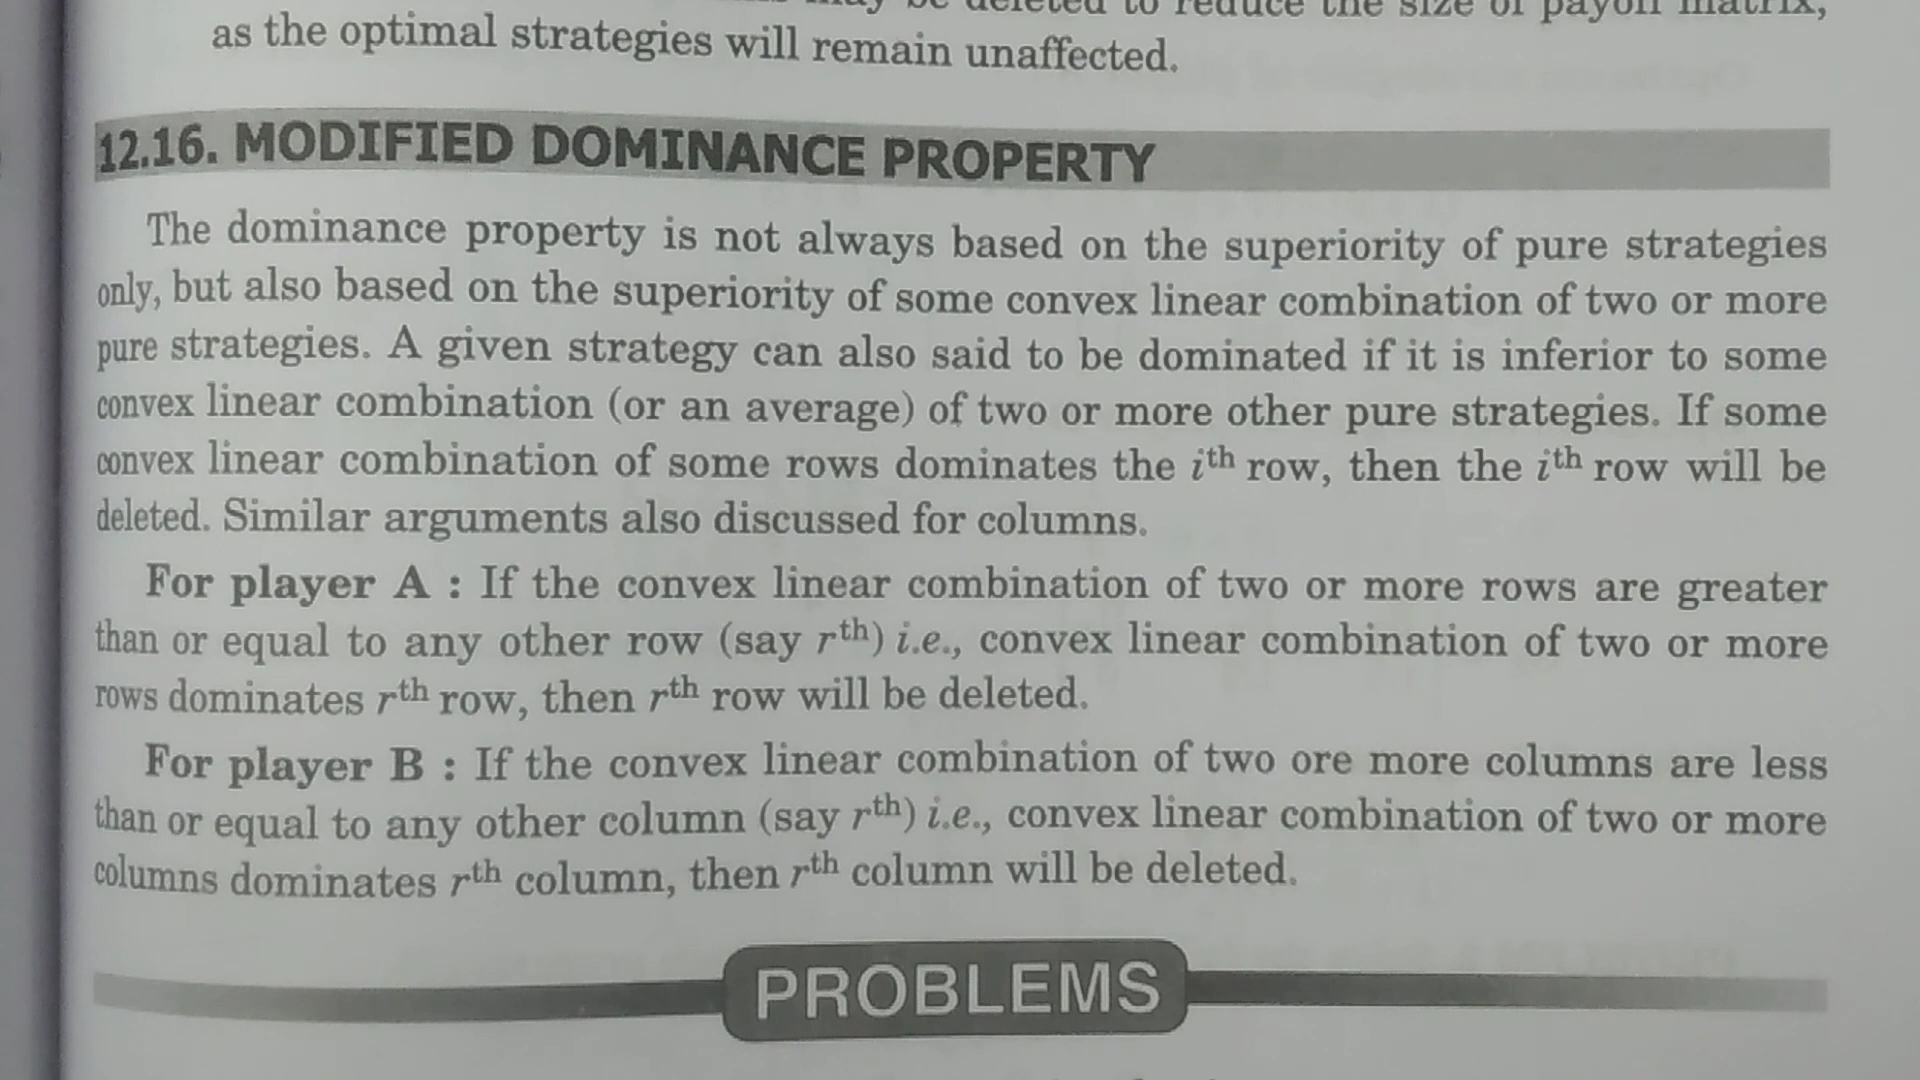 be deleted to reduce the size of payoff matrix,
as the optimal strategies will remain unaffected.
12.16. MODIFIED DOMINANCE PROPERTY
The dominance property is not always based on the superiority of pure strategies
only, but also based on the superiority of some convex linear combination of two or more
pure strategies. A given strategy can also said to be dominated if it is inferior to some
convex linear combination (or an average) of two or more other pure strategies. If some
convex linear combination of some rows dominates the iᵗʰ row, then the iᵗʰ row will be
deleted. Similar arguments also discussed for columns.
For player A : If the convex linear combination of two or more rows are greater
than or equal to any other row (say rᵗʰ) i.e., convex linear combination of two or more
rows dominates rᵗʰ row, then rᵗʰ row will be deleted.
For player B : If the convex linear combination of two ore more columns are less
than or equal to any other column (say rᵗʰ) i.e., convex linear combination of two or more
columns dominates rᵗʰ column, then rᵗʰ column will be deleted.
PROBLEMS